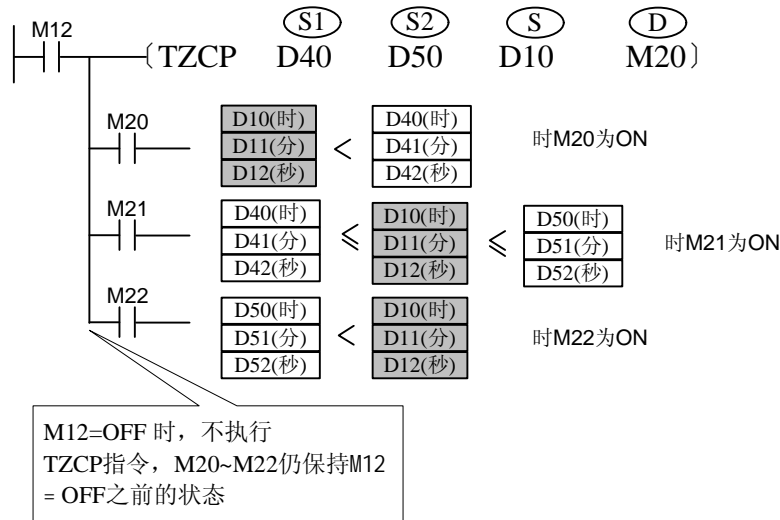 S1 S2 S D
M12
[TZCP D40 D50 D10 M20]
M20
D10(时) D40(时)
D11(分) < D41(分) 时M20为ON
D12(秒) D42(秒)
M21
D40(时) D10(时) D50(时)
D41(分) ≤ D11(分) ≤ D51(分) 时M21为ON
D42(秒) D12(秒) D52(秒)
M22
D50(时) D10(时)
D51(分) < D11(分) 时M22为ON
D52(秒) D12(秒)
M12=OFF 时，不执行
TZCP指令，M20~M22仍保持M12
= OFF之前的状态